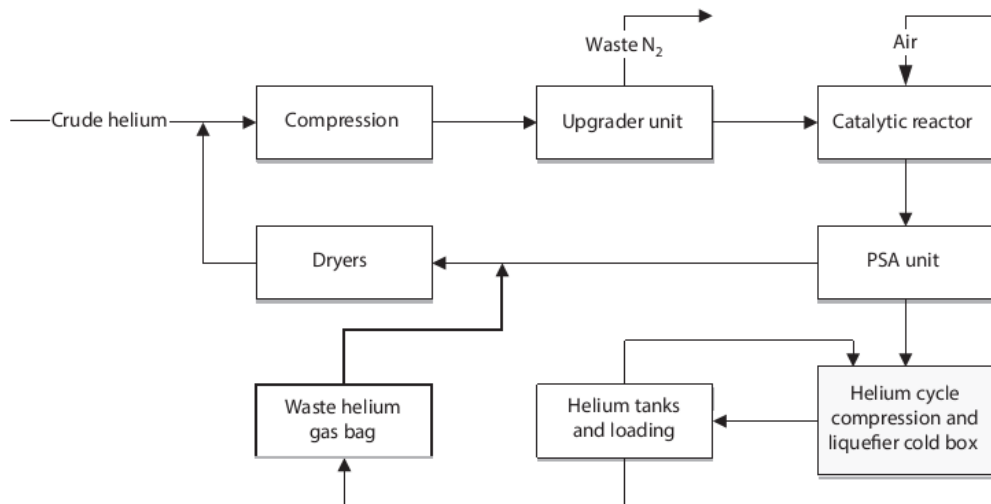 Waste N₂
Air
Crude helium
Compression
Upgrader unit
Catalytic reactor
Dryers
PSA unit
Waste helium
gas bag
Helium tanks
and loading
Helium cycle
compression and
liquefier cold box